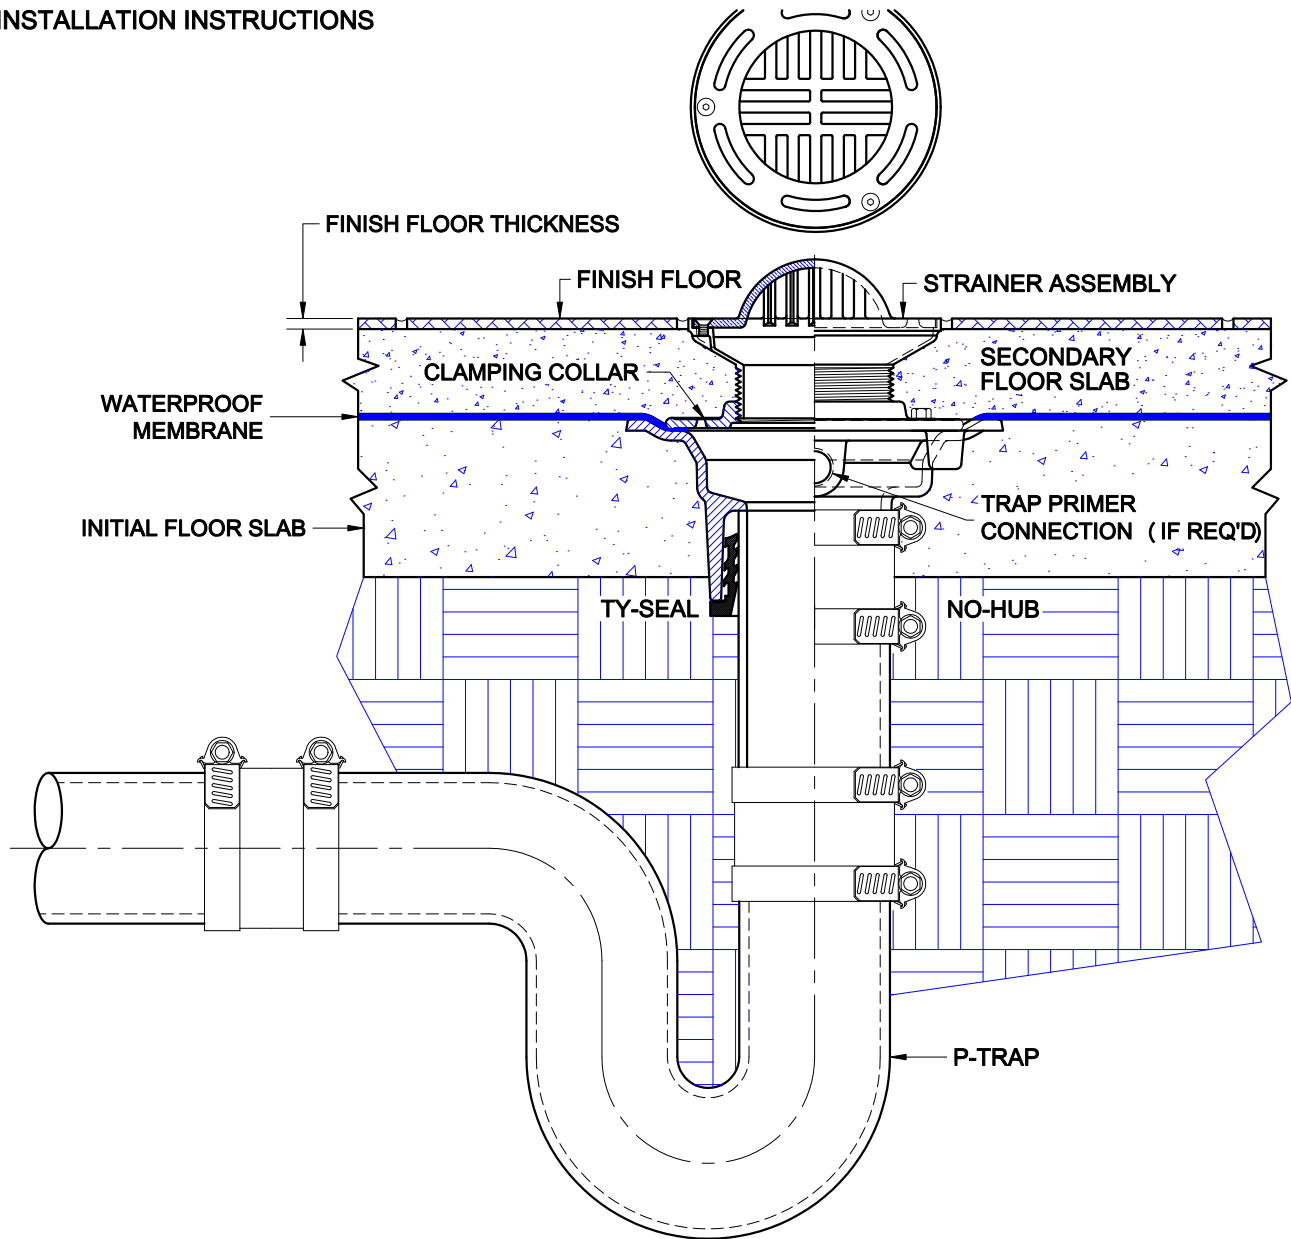 INSTALLATION INSTRUCTIONS
FINISH FLOOR THICKNESS
FINISH FLOOR
STRAINER ASSEMBLY
CLAMPING COLLAR
SECONDARY
FLOOR SLAB
WATERPROOF
MEMBRANE
INITIAL FLOOR SLAB
TRAP PRIMER
CONNECTION ( IF REQ'D)
TY-SEAL
NO-HUB
P-TRAP